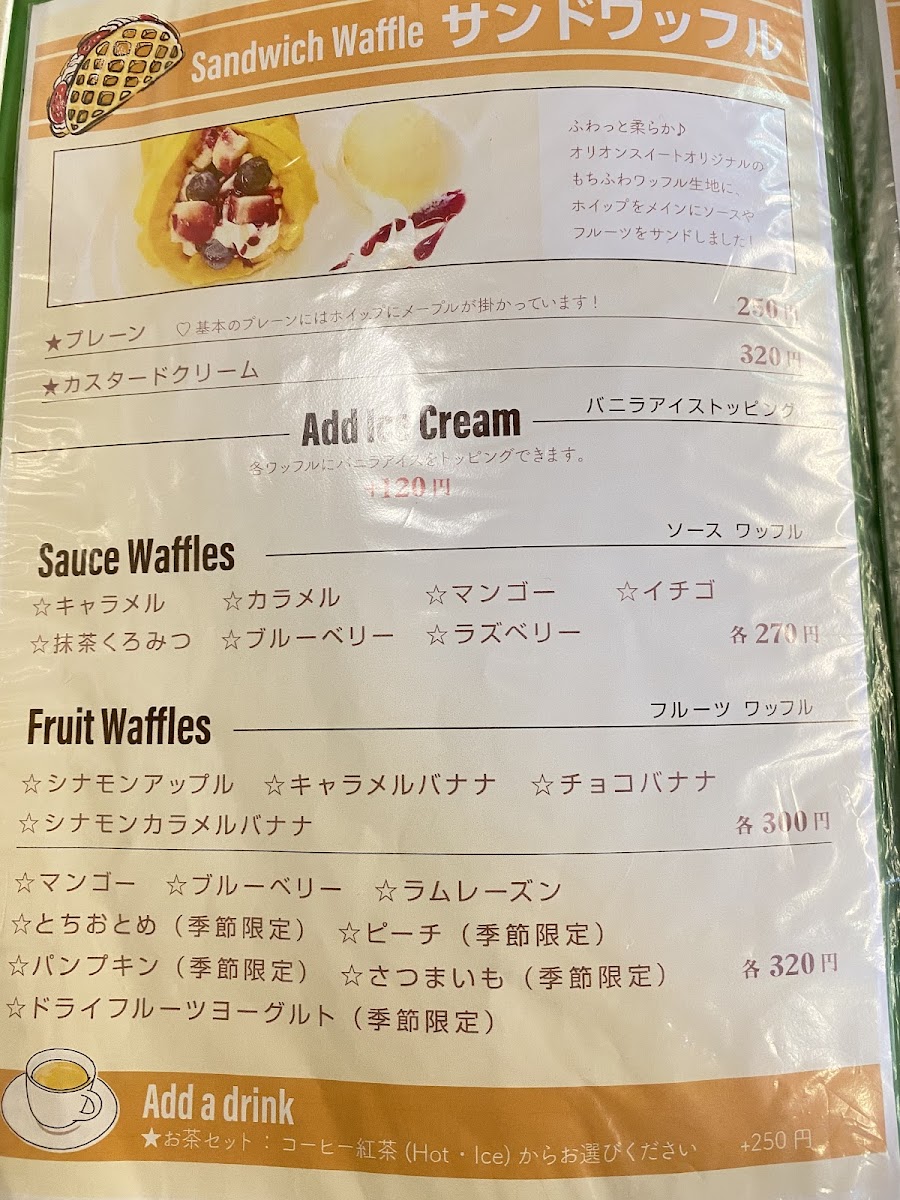 Sandwich Waffle サンドワッフル
ふわっと柔らか♪
オリオンスイートオリジナルの
もちふわワッフル生地に、
ホイップをメインにソースや
フルーツをサンドしました!
★プレーン ♡基本のプレーンにはホイップにメープルが掛かっています! 250円
★カスタードクリーム 320円
Add Ice Cream バニラアイストッピング
各ワッフルにバニラアイスをトッピングできます。
+120円
Sauce Waffles ソース ワッフル
☆キャラメル ☆カラメル ☆マンゴー ☆イチゴ
☆抹茶くろみつ ☆ブルーベリー ☆ラズベリー 各 270円
Fruit Waffles フルーツ ワッフル
☆シナモンアップル ☆キャラメルバナナ ☆チョコバナナ
☆シナモンカラメルバナナ 各 300円
☆マンゴー ☆ブルーベリー ☆ラムレーズン
☆とちおとめ(季節限定) ☆ピーチ(季節限定)
☆パンプキン(季節限定) ☆さつまいも(季節限定) 各 320円
☆ドライフルーツヨーグルト(季節限定)
Add a drink
★お茶セット:コーヒー紅茶(Hot・Ice)からお選びください +250円